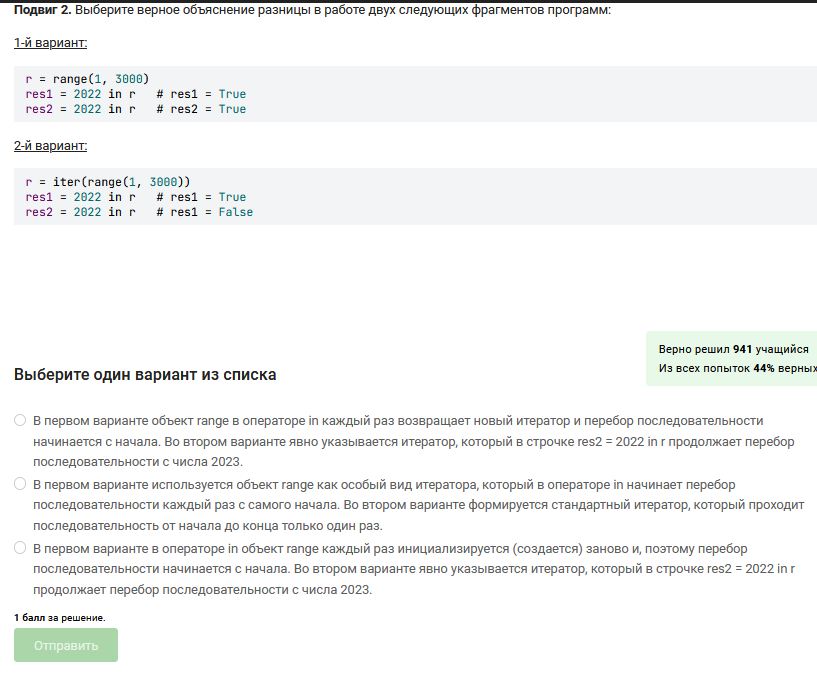 Подвиг 2. Выберите верное объяснение разницы в работе двух следующих фрагментов программ:
1-й вариант:
r = range(1, 3000)
res1 = 2022 in r   # res1 = True
res2 = 2022 in r   # res2 = True
2-й вариант:
r = iter(range(1, 3000))
res1 = 2022 in r   # res1 = True
res2 = 2022 in r   # res1 = False
Верно решил 941 учащийся
Из всех попыток 44% верных
Выберите один вариант из списка
В первом варианте объект range в операторе in каждый раз возвращает новый итератор и перебор последовательности
начинается с начала. Во втором варианте явно указывается итератор, который в строчке res2 = 2022 in r продолжает перебор
последовательности с числа 2023.
В первом варианте используется объект range как особый вид итератора, который в операторе in начинает перебор
последовательности каждый раз с самого начала. Во втором варианте формируется стандартный итератор, который проходит
последовательность от начала до конца только один раз.
В первом варианте в операторе in объект range каждый раз инициализируется (создается) заново и, поэтому перебор
последовательности начинается с начала. Во втором варианте явно указывается итератор, который в строчке res2 = 2022 in r
продолжает перебор последовательности с числа 2023.
1 балл за решение.
Отправить